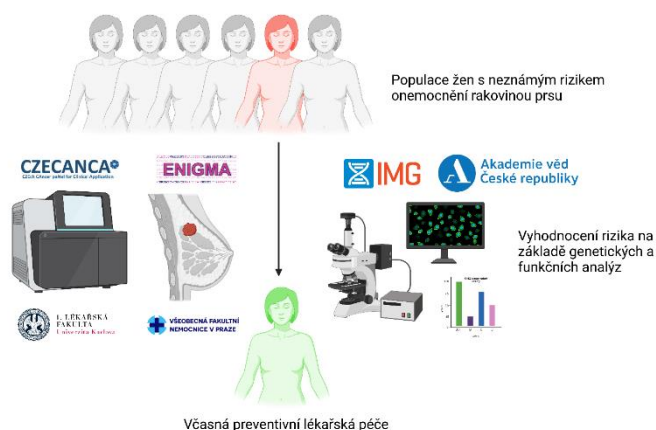 Populace žen s neznámým rizikem
onemocnění rakovinou prsu
CZECANCA
ENIGMA
IMG
Akademie věd
České republiky
Vyhodnocení rizika na
základě genetických a
funkčních analýz
1. LÉKAŘSKÁ
FAKULTA
Univerzita Karlova
VŠEOBECNÁ FAKULTNÍ
NEMOCNICE V PRAZE
Včasná preventivní lékařská péče